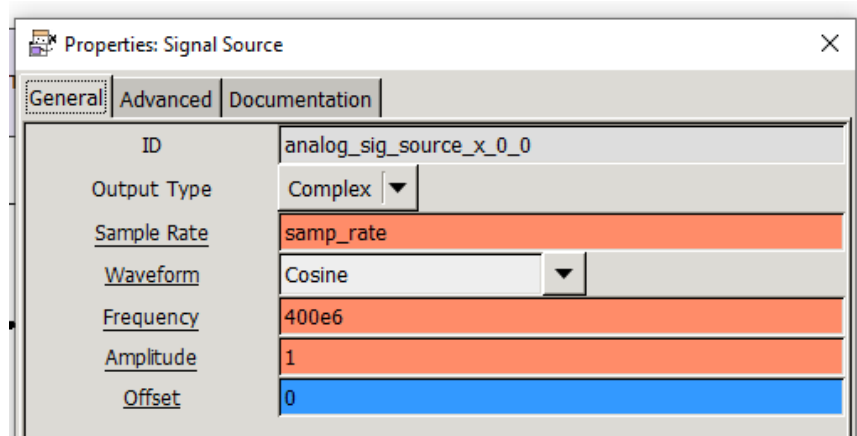 Properties: Signal Source
General Advanced Documentation
ID analog_sig_source_x_0_0
Output Type Complex
Sample Rate samp_rate
Waveform Cosine
Frequency 400e6
Amplitude 1
Offset 0